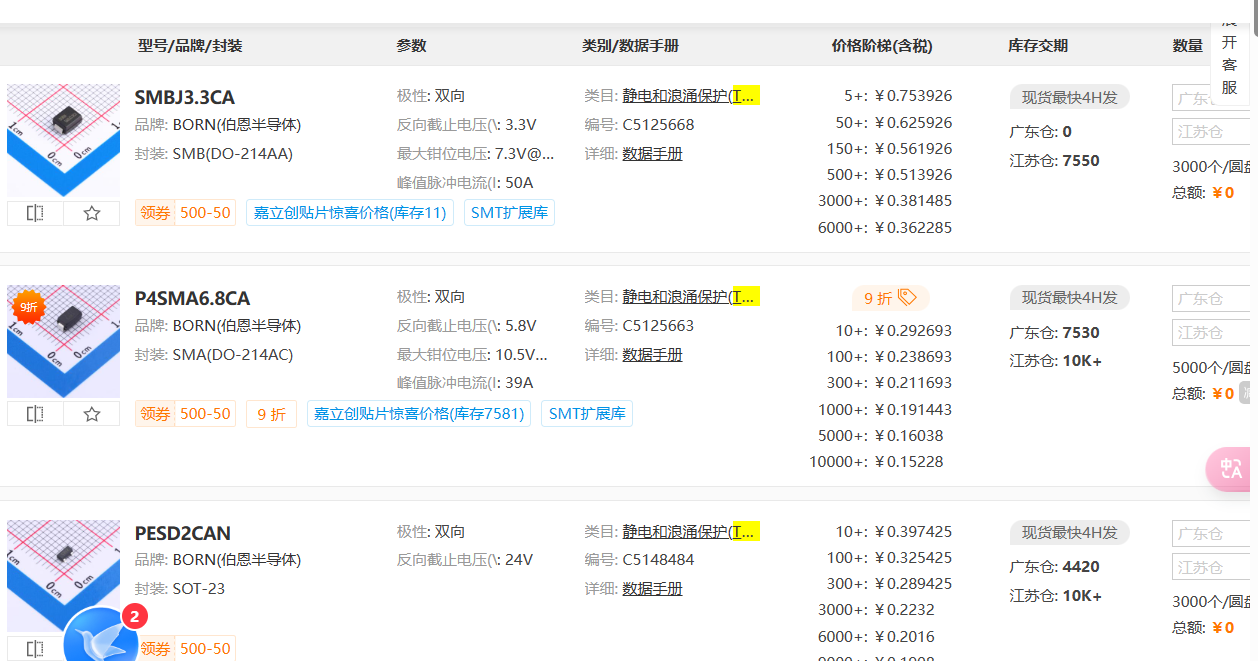 型号/品牌/封装 参数 类别/数据手册 价格阶梯(含税) 库存交期 数量
开
客
服
SMBJ3.3CA
品牌: BORN(伯恩半导体)
封装: SMB(DO-214AA)
领券 500-50 嘉立创贴片惊喜价格(库存11) SMT扩展库
极性: 双向
反向截止电压(\: 3.3V
最大钳位电压: 7.3V@...
峰值脉冲电流(I: 50A
类目: 静电和浪涌保护(T...
编号: C5125668
详细: 数据手册
5+: ¥0.753926
50+: ¥0.625926
150+: ¥0.561926
500+: ¥0.513926
3000+: ¥0.381485
6000+: ¥0.362285
现货最快4H发
广东仓: 0
江苏仓: 7550
广东仓
江苏仓
3000个/圆盘
总额: ¥0
9折
P4SMA6.8CA
品牌: BORN(伯恩半导体)
封装: SMA(DO-214AC)
领券 500-50 9 折 嘉立创贴片惊喜价格(库存7581) SMT扩展库
极性: 双向
反向截止电压(\: 5.8V
最大钳位电压: 10.5V...
峰值脉冲电流(I: 39A
类目: 静电和浪涌保护(T...
编号: C5125663
详细: 数据手册
9 折
10+: ¥0.292693
100+: ¥0.238693
300+: ¥0.211693
1000+: ¥0.191443
5000+: ¥0.16038
10000+: ¥0.15228
现货最快4H发
广东仓: 7530
江苏仓: 10K+
广东仓
江苏仓
5000个/圆盘
总额: ¥0
PESD2CAN
品牌: BORN(伯恩半导体)
封装: SOT-23
2
领券 500-50
极性: 双向
反向截止电压(\: 24V
类目: 静电和浪涌保护(T...
编号: C5148484
详细: 数据手册
10+: ¥0.397425
100+: ¥0.325425
300+: ¥0.289425
3000+: ¥0.2232
6000+: ¥0.2016
现货最快4H发
广东仓: 4420
江苏仓: 10K+
广东仓
江苏仓
3000个/圆盘
总额: ¥0